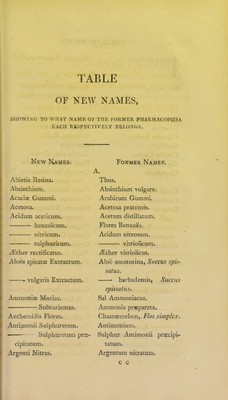 TABLE
OF NEW NAMES,
SHOWING TO WHAT NAME OF THE FORMER PHARMACOPŒIA
EACH RESPECTIVELY BELONGS.
NEW NAMES. FORMER NAMES.
A.
Abietis Resina. Thus.
Absinthium. Absinthium vulgare.
Acaciæ Gummi. Arabicum Gummi.
Acetosa. Acetosa pratensis.
Acidum aceticum. Acetum distillatum.
—— benzoicum. Flores Benzoës.
—— nitricum. Acidum nitrosum.
—— sulphuricum. —— vitriolicum.
Æther rectificatus. Æther vitriolicus.
Aloës spicatæ Extractum. Aloë socotorina, Succus spis-
satus.
—— vulgaris Extractum. —— barbadensis, Succus
spissatus.
Ammoniæ Murias. Sal Ammoniacus.
—— Subcarbonas. Ammonia præparata.
Anthemidis Flores. Chamæmelum, Flos simplex.
Antimonii Sulphuretum. Antimonium.
—— Sulphuretum præ- Sulphur Antimonii præcipi-
cipitatum. tatum.
Argenti Nitras. Argentum nitratum.
C C